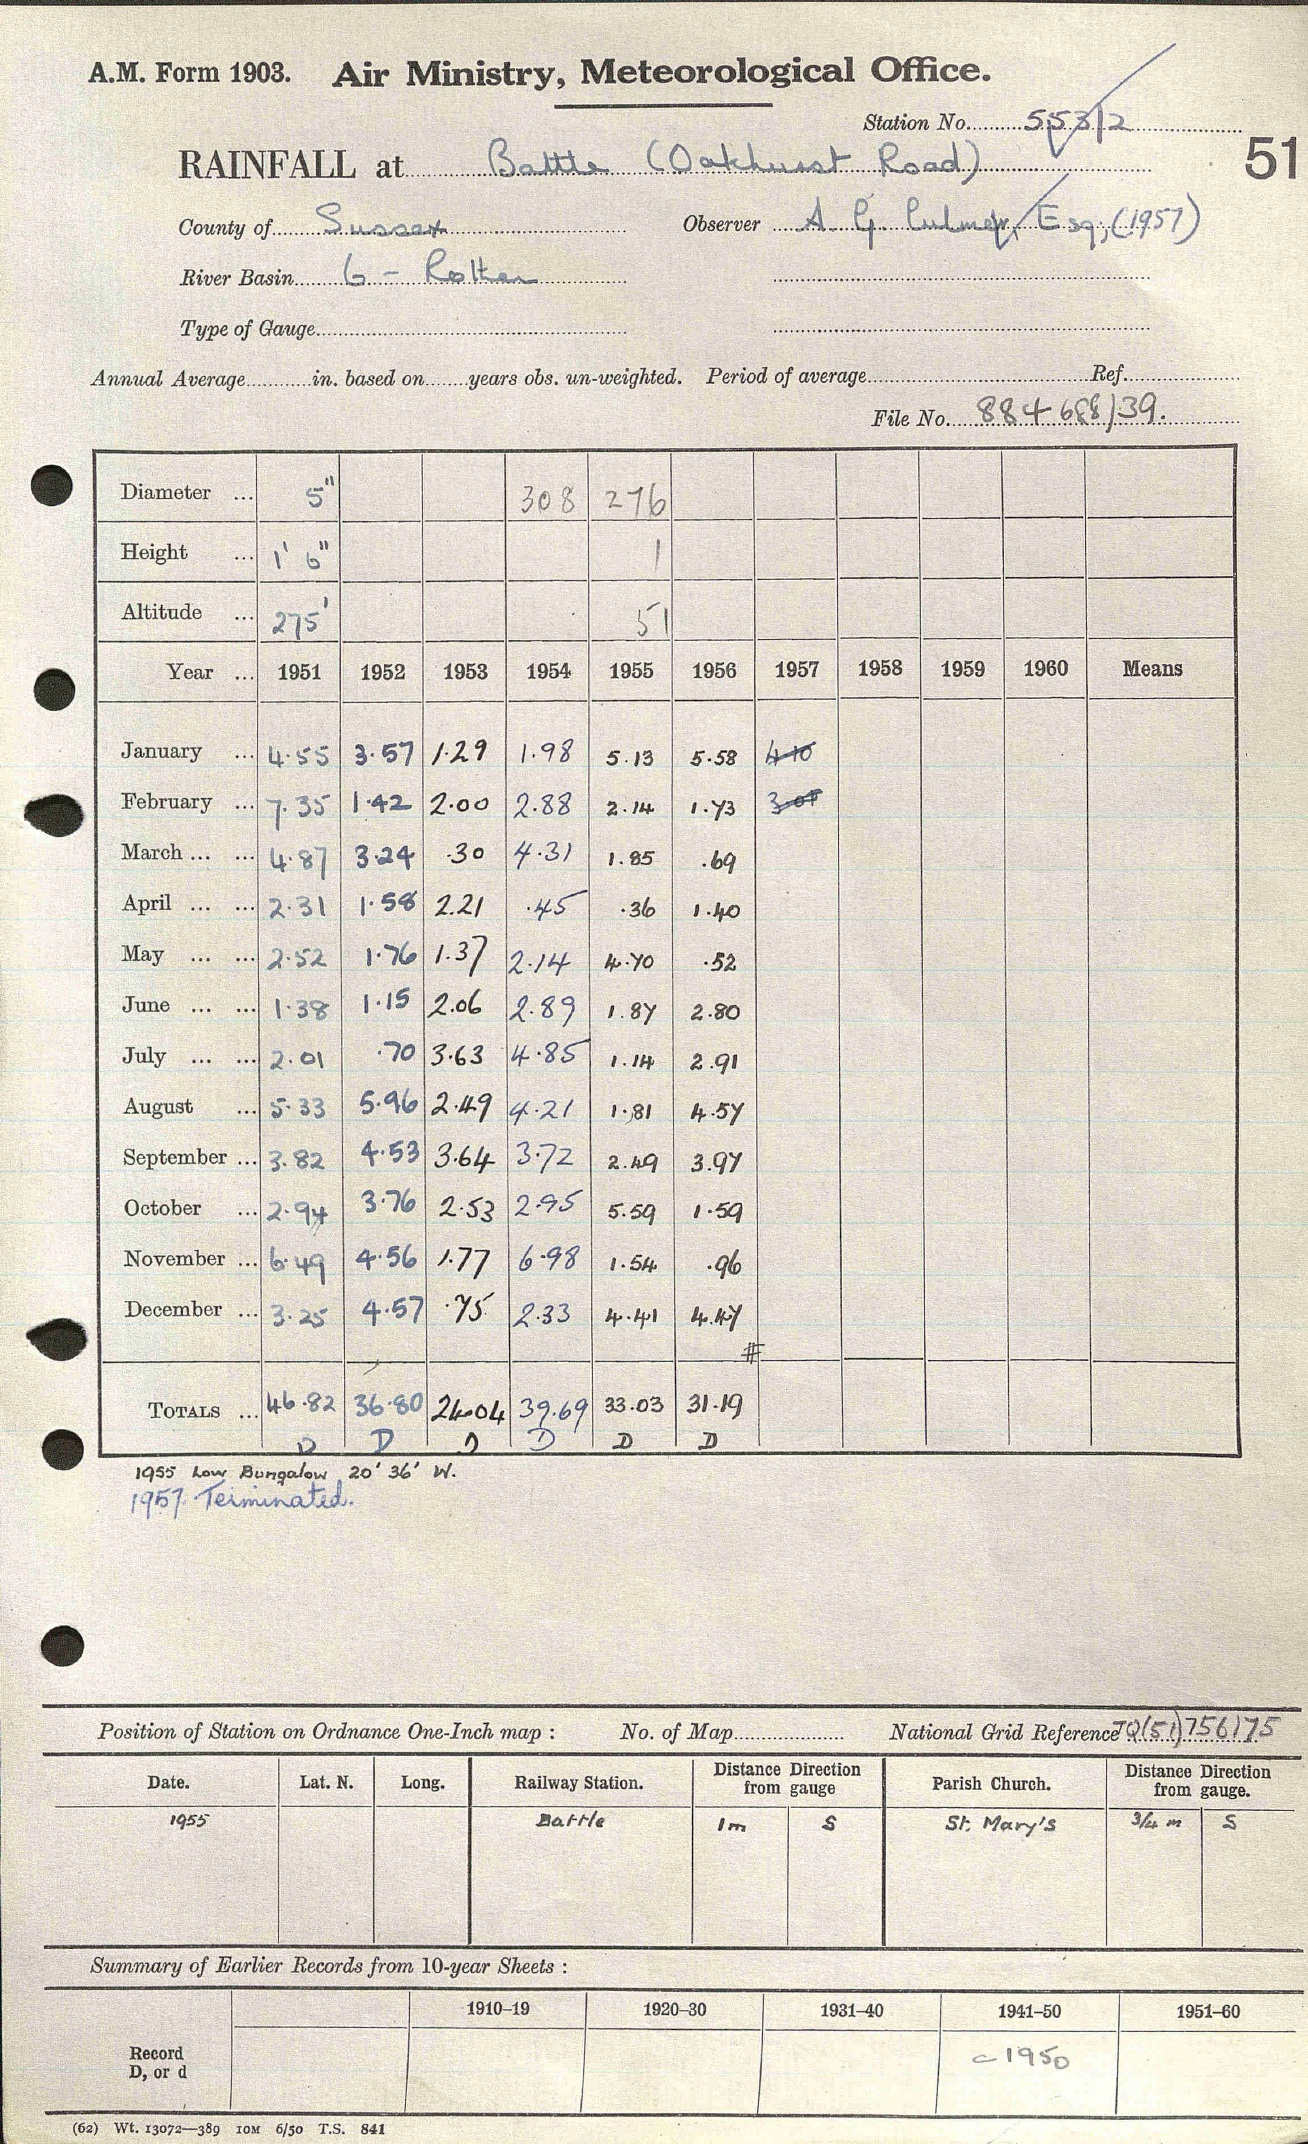 A.M. Form 1903. Air Ministry, Meteorological Office.
Station No. 553/2
51
RAINFALL at Battle (Oakhurst Road)
County of Sussex Observer A. G. Esq; (1957)
River Basin 6 - Rother
Type of Gauge
Annual Average in. based on years obs. un-weighted. Period of average Ref.
File No. 884688/39.
Diameter ... 5" 308 276
Height ... 1' 6" 1
Altitude ... 275' 51
Year ... 1951 1952 1953 1954 1955 1956 1957 1958 1959 1960 Means
January ... 4.55 3.57 1.29 1.98 5.13 5.58 4.10
February ... 7.35 1.42 2.00 2.88 2.14 1.73 3.01
March ... ... 4.87 3.24 .30 4.31 1.85 .69
April ... ... 2.31 1.58 2.21 .45 .36 1.40
May ... ... 2.52 1.76 1.37 2.14 4.70 .52
June ... ... 1.38 1.15 2.06 2.89 1.87 2.80
July ... ... 2.01 .70 3.63 4.85 1.14 2.91
August ... 5.33 5.96 2.49 4.21 1.81 4.57
September ... 3.82 4.53 3.64 3.72 2.49 3.97
October ... 2.94 3.76 2.53 2.95 5.59 1.59
November ... 6.49 4.56 1.77 6.98 1.54 .96
December ... 3.25 4.57 .75 2.33 4.41 4.47
#
TOTALS ... 46.82 36.80 24.04 39.69 33.03 31.19
D D D D D D
1955 Low Bungalow 20' 36' W.
1957. Terminated.
Position of Station on Ordnance One-Inch map : No. of Map National Grid Reference TQ(51)756175
Date. Lat. N. Long. Railway Station. Distance Direction from gauge Parish Church. Distance Direction from gauge.
1955 Battle 1m S St. Mary's 3/4 m S
Summary of Earlier Records from 10-year Sheets :
1910-19 1920-30 1931-40 1941-50 1951-60
Record
D, or d
c 1950
(62) Wt. 13072—389 10M 6/50 T.S. 841